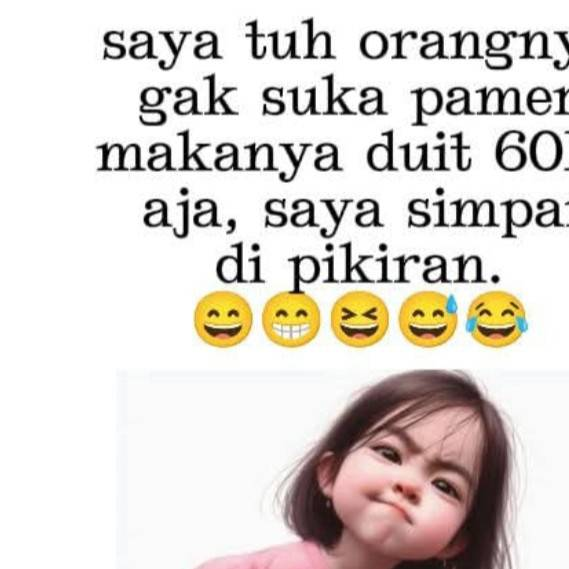 saya tuh orangny
gak suka pamer
makanya duit 60
aja, saya simpa
di pikiran.